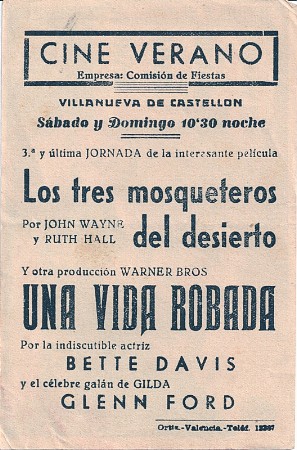 CINE VERANO
Empresa: Comisión de Fiestas
VILLANUEVA DE CASTELLON
Sábado y Domingo 10'30 noche
3.ª y última JORNADA de la interesante película
Los tres mosqueteros
Por JOHN WAYNE
y RUTH HALL
del desierto
Y otra producción WARNER BROS
UNA VIDA ROBADA
Por la indiscutible actriz
BETTE DAVIS
y el célebre galán de GILDA
GLENN FORD
Ortiz.-Valencia.-Teléf. 12367